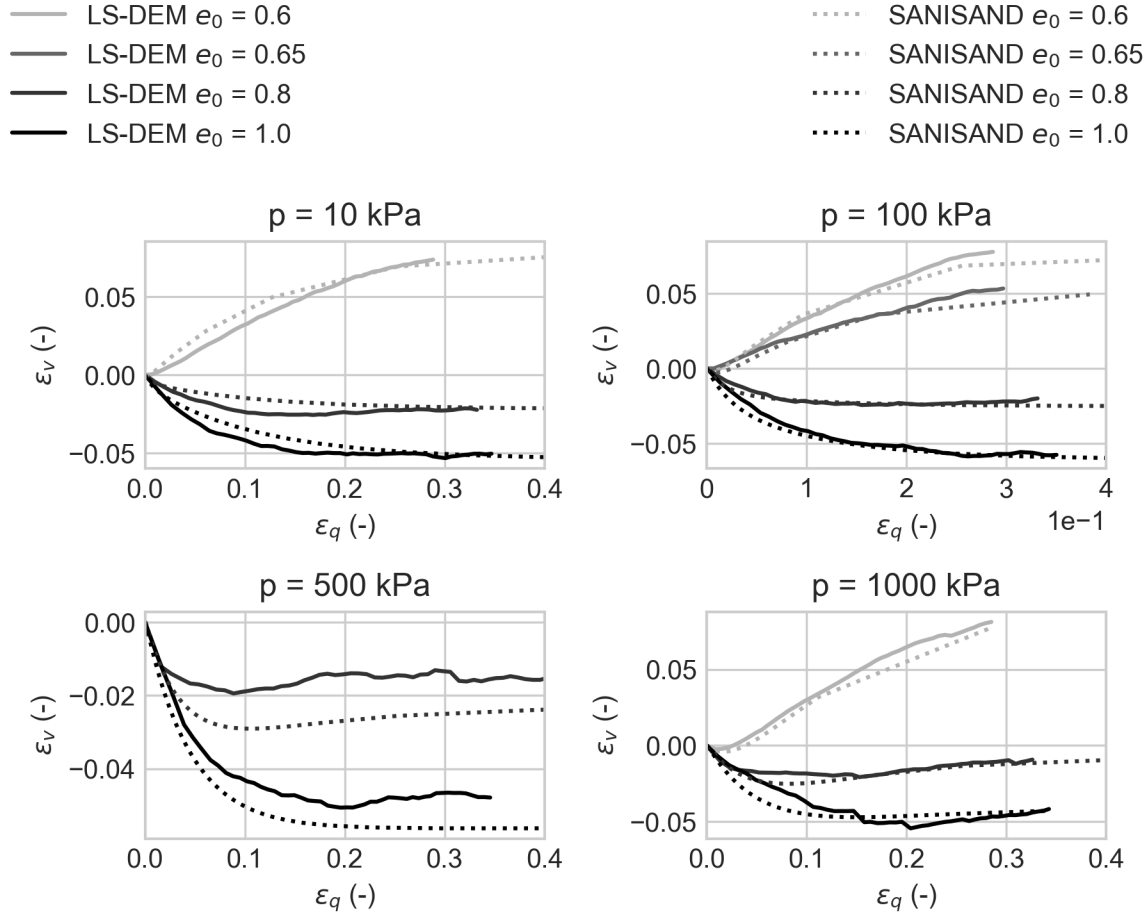 LS-DEM e₀ = 0.6
LS-DEM e₀ = 0.65
LS-DEM e₀ = 0.8
LS-DEM e₀ = 1.0
SANISAND e₀ = 0.6
SANISAND e₀ = 0.65
SANISAND e₀ = 0.8
SANISAND e₀ = 1.0
p = 10 kPa
0.05
0.00
−0.05
εᵥ (-)
0.0 0.1 0.2 0.3 0.4
ε_q (-)
p = 100 kPa
0.05
0.00
−0.05
εᵥ (-)
0 1 2 3 4
ε_q (-)
1e−1
p = 500 kPa
0.00
−0.02
−0.04
εᵥ (-)
0.0 0.1 0.2 0.3 0.4
ε_q (-)
p = 1000 kPa
0.05
0.00
−0.05
εᵥ (-)
0.0 0.1 0.2 0.3 0.4
ε_q (-)